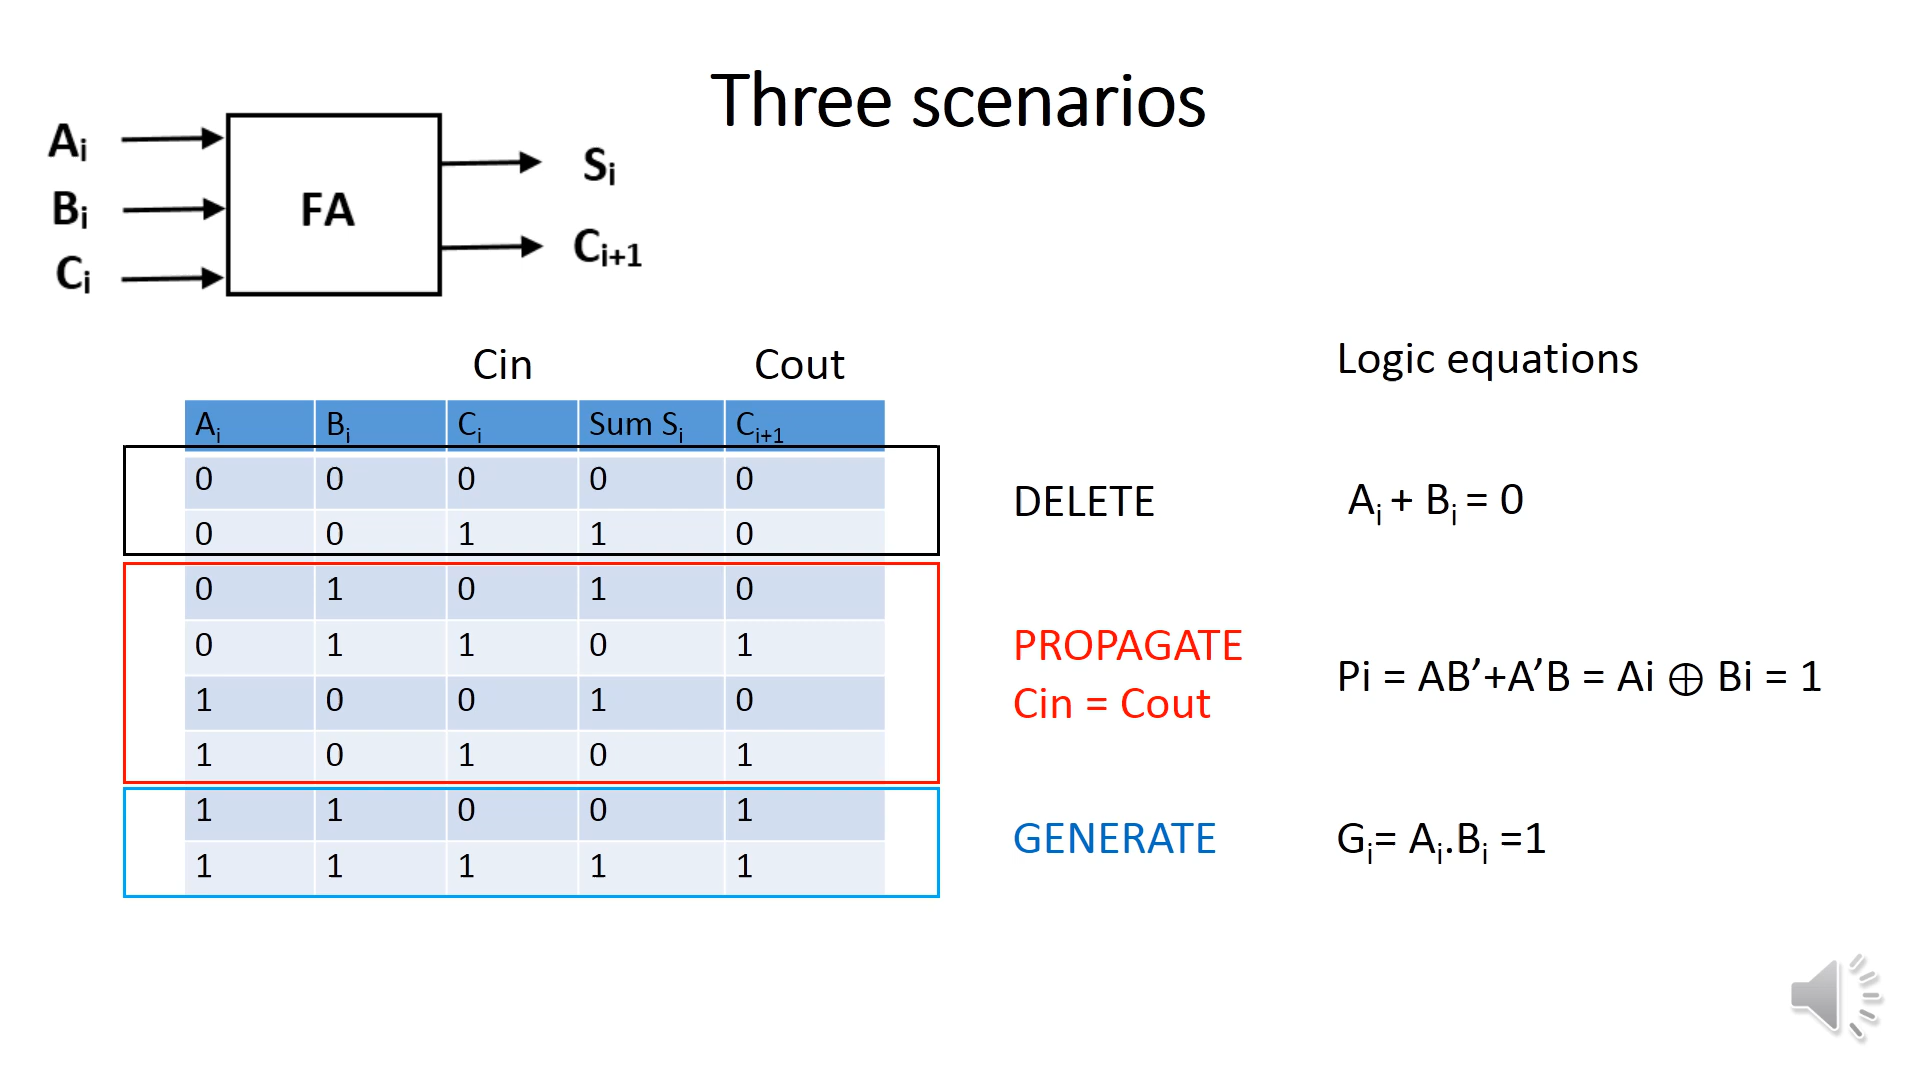 Three scenarios
Aᵢ
Bᵢ
Cᵢ
FA
Sᵢ
Cᵢ₊₁
Cin Cout
Aᵢ Bᵢ Cᵢ Sum Sᵢ Cᵢ₊₁
0 0 0 0 0
0 0 1 1 0
0 1 0 1 0
0 1 1 0 1
1 0 0 1 0
1 0 1 0 1
1 1 0 0 1
1 1 1 1 1
DELETE
PROPAGATE
Cin = Cout
GENERATE
Logic equations
Aᵢ + Bᵢ = 0
Pi = AB’+A’B = Ai ⊕ Bi = 1
Gᵢ= Aᵢ.Bᵢ =1